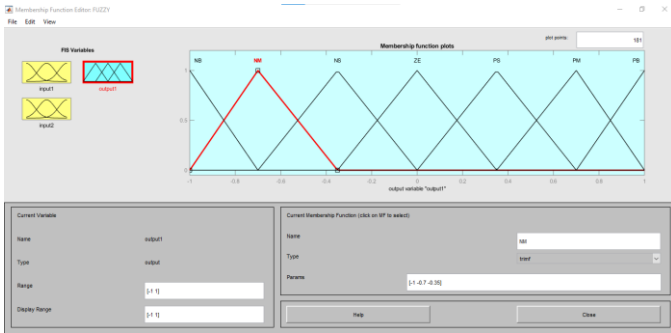 Membership Function Editor: FUZZY
File Edit View
FIS Variables
input1
output1
input2
Membership function plots
plot points:
181
NB NM NS ZE PS PM PB
1
0.5
0
-1 -0.8 -0.6 -0.4 -0.2 0 0.2 0.4 0.6 0.8 1
output variable "output1"
Current Variable
Name output1
Type output
Range [-1 1]
Display Range [-1 1]
Current Membership Function (click on MF to select)
Name NM
Type trimf
Params [-1 -0.7 -0.35]
Help Close